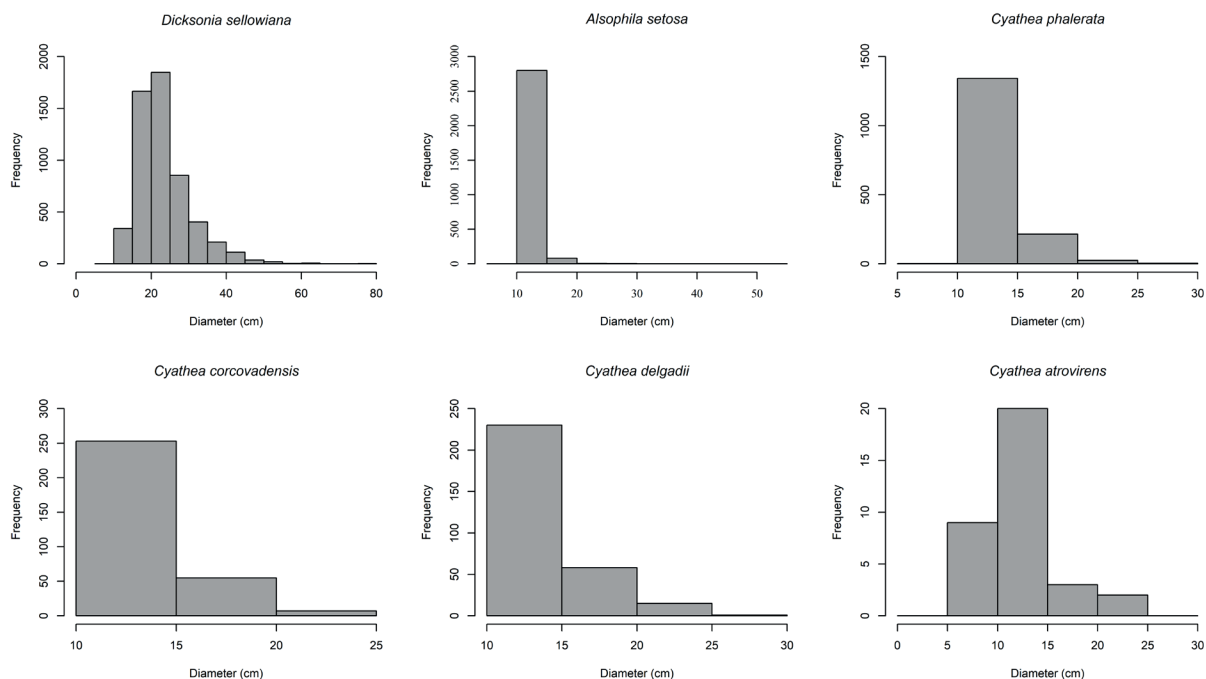 Dicksonia sellowiana
Frequency
0 500 1000 1500 2000
0 20 40 60 80
Diameter (cm)
Alsophila setosa
Frequency
0 500 1000 1500 2000 2500 3000
10 20 30 40 50
Diameter (cm)
Cyathea phalerata
Frequency
0 500 1000 1500
5 10 15 20 25 30
Diameter (cm)
Cyathea corcovadensis
Frequency
0 50 100 150 200 250 300
10 15 20 25
Diameter (cm)
Cyathea delgadii
Frequency
0 50 100 150 200 250
10 15 20 25 30
Diameter (cm)
Cyathea atrovirens
Frequency
0 5 10 15 20
0 5 10 15 20 25 30
Diameter (cm)